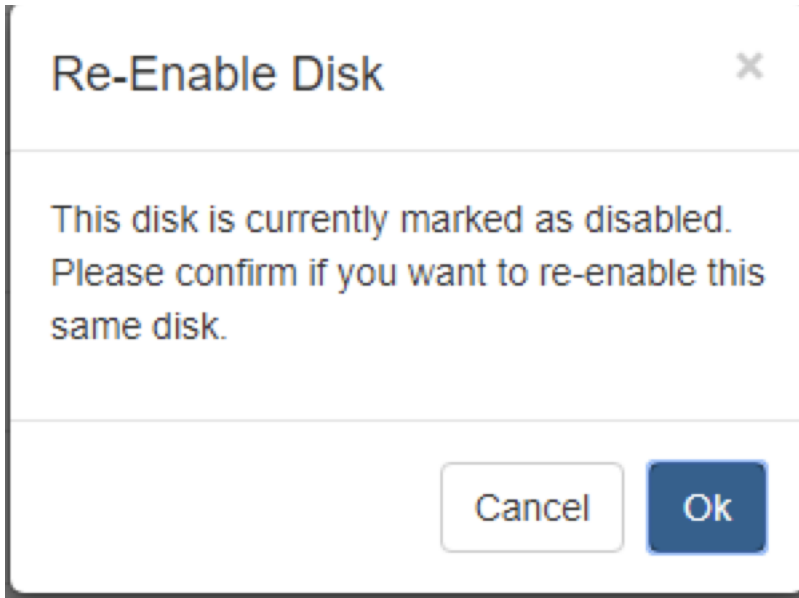 Re-Enable Disk ×
This disk is currently marked as disabled.
Please confirm if you want to re-enable this
same disk.
Cancel Ok